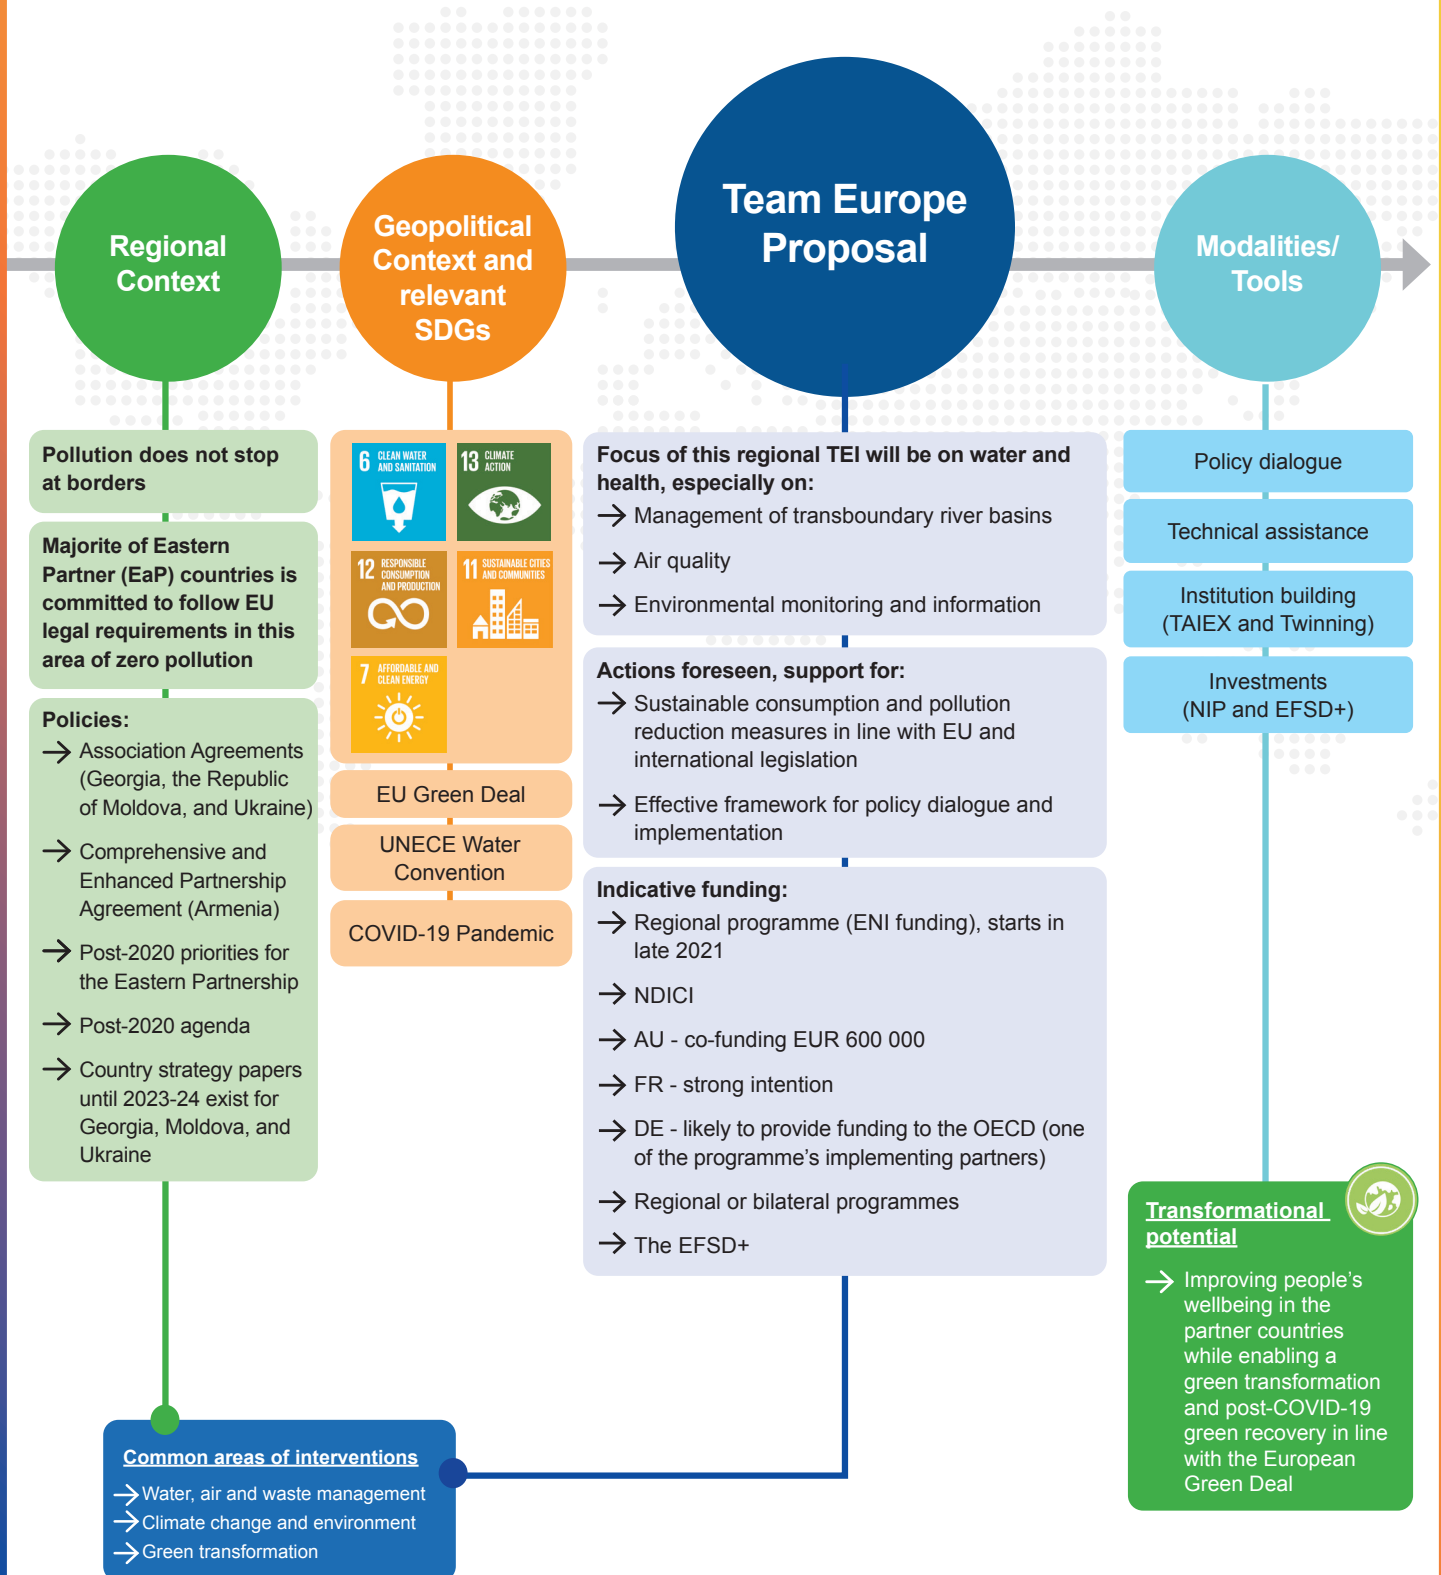 Regional
Context
Geopolitical
Context and
relevant
SDGs
Team Europe
Proposal
Modalities/
Tools
Pollution does not stop
at borders
Majorite of Eastern
Partner (EaP) countries is
committed to follow EU
legal requirements in this
area of zero pollution
Policies:
Association Agreements
(Georgia, the Republic
of Moldova, and Ukraine)
Comprehensive and
Enhanced Partnership
Agreement (Armenia)
Post-2020 priorities for
the Eastern Partnership
Post-2020 agenda
Country strategy papers
until 2023-24 exist for
Georgia, Moldova, and
Ukraine
6 CLEAN WATER
AND SANITATION
13 CLIMATE
ACTION
12 RESPONSIBLE
CONSUMPTION
AND PRODUCTION
11 SUSTAINABLE CITIES
AND COMMUNITIES
7 AFFORDABLE AND
CLEAN ENERGY
EU Green Deal
UNECE Water
Convention
COVID-19 Pandemic
Focus of this regional TEI will be on water and
health, especially on:
Management of transboundary river basins
Air quality
Environmental monitoring and information
Actions foreseen, support for:
Sustainable consumption and pollution
reduction measures in line with EU and
international legislation
Effective framework for policy dialogue and
implementation
Indicative funding:
Regional programme (ENI funding), starts in
late 2021
NDICI
AU - co-funding EUR 600 000
FR - strong intention
DE - likely to provide funding to the OECD (one
of the programme's implementing partners)
Regional or bilateral programmes
The EFSD+
Policy dialogue
Technical assistance
Institution building
(TAIEX and Twinning)
Investments
(NIP and EFSD+)
Transformational
potential
Improving people's
wellbeing in the
partner countries
while enabling a
green transformation
and post-COVID-19
green recovery in line
with the European
Green Deal
Common areas of interventions
Water, air and waste management
Climate change and environment
Green transformation